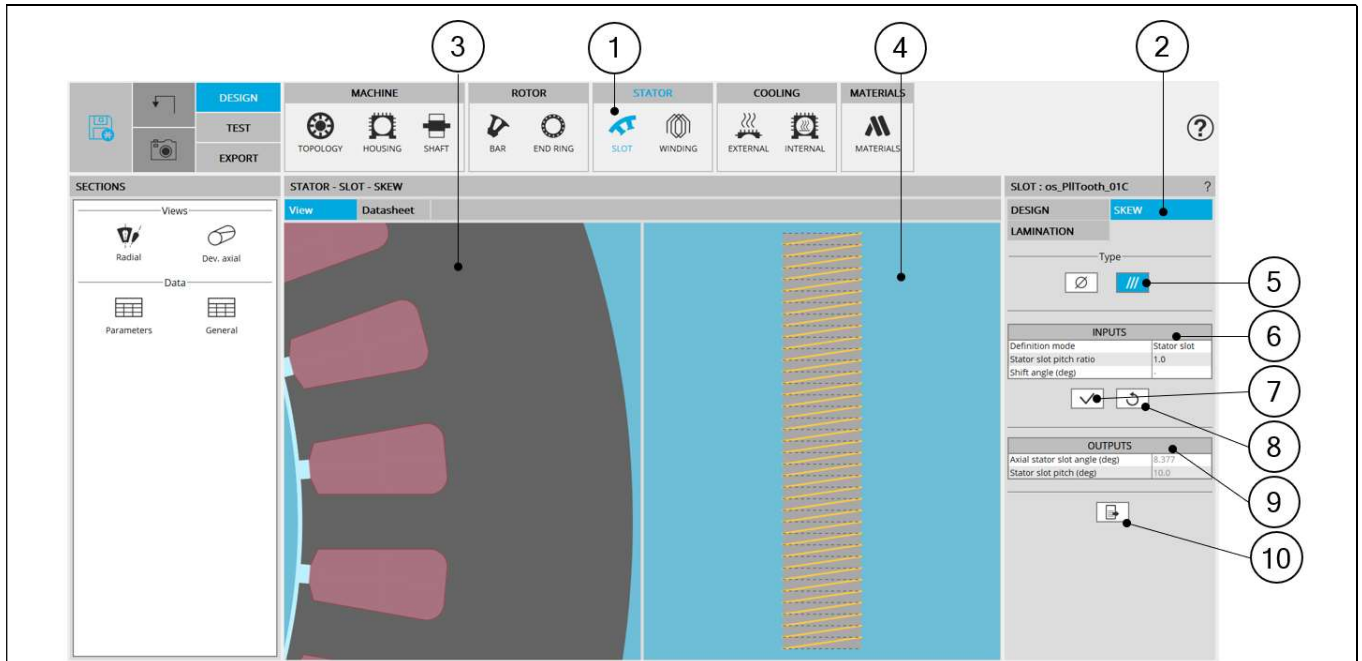 3 1 4 2
DESIGN TEST EXPORT
MACHINE ROTOR STATOR COOLING MATERIALS
TOPOLOGY HOUSING SHAFT BAR END RING SLOT WINDING EXTERNAL INTERNAL MATERIALS
?
SECTIONS
Views
Radial Dev. axial
Data
Parameters General
STATOR - SLOT - SKEW
View Datasheet
SLOT : os_PllTooth_01C ?
DESIGN SKEW
LAMINATION
Type
Ø ///
5
INPUTS
6
Definition mode Stator slot
Stator slot pitch ratio 1.0
Shift angle (deg) -
7
8
OUTPUTS
Axial stator slot angle (deg) 8.377
Stator slot pitch (deg) 10.0
9
10